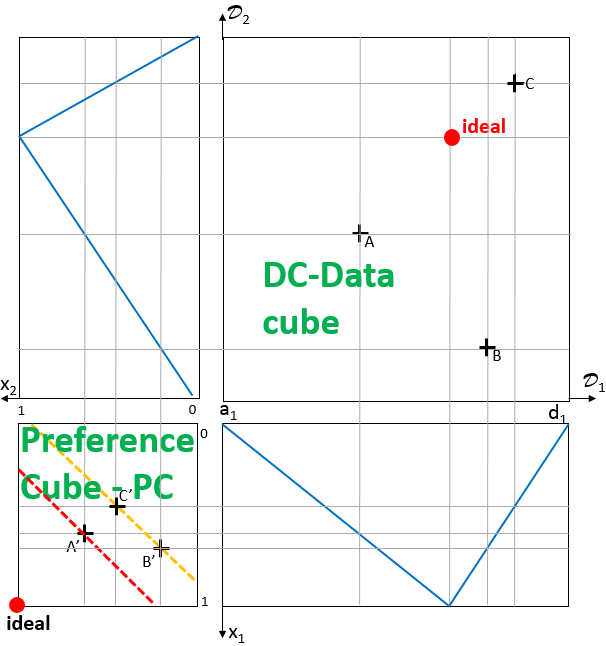 𝒟₂
C
ideal
A
DC-Data
cube
B
x₂
1
0
a₁
d₁
𝒟₁
Preference
0
Cube - PC
C’
A’
B’
1
ideal
x₁